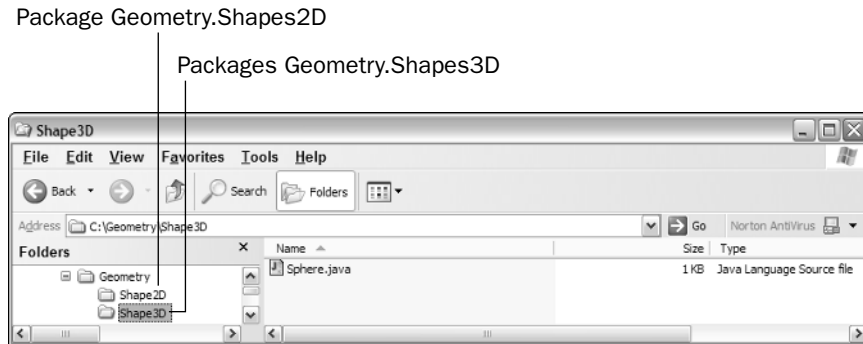 Package Geometry.Shapes2D
Packages Geometry.Shapes3D
Shape3D
File Edit View Favorites Tools Help
Back Search Folders
Address C:\Geometry\Shape3D Go Norton AntiVirus
Folders × Name Size Type
Geometry
Shape2D
Shape3D
Sphere.java 1 KB Java Language Source file